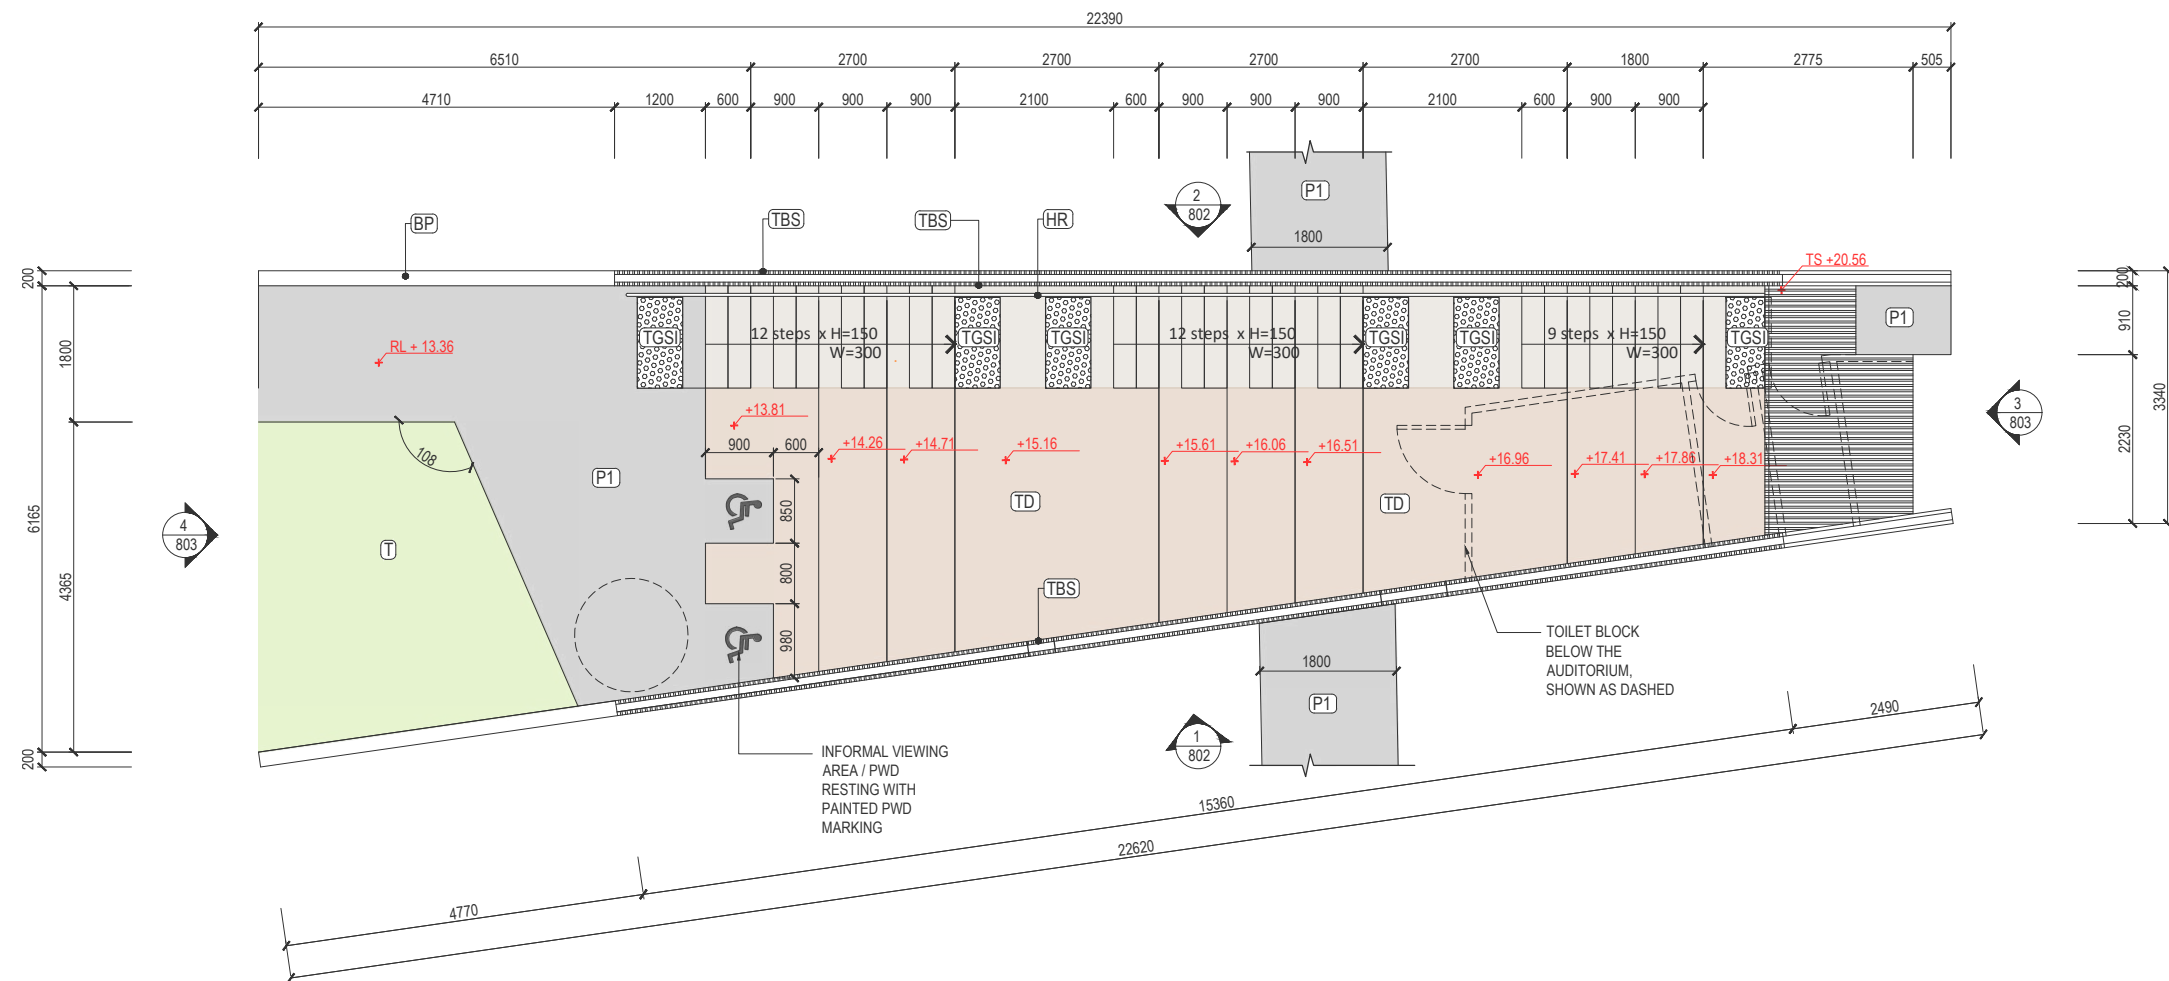 22390
6510 2700 2700 2700 2700 1800 2775 505
4710 1200 600 900 900 900 2100 600 900 900 900 2100 600 900 900
P1
2
802
BP
TBS
TBS
HR
1800
TS +20.56
200
200
TGSI
12 steps x H=150
W=300
TGSI
TGSI
12 steps x H=150
W=300
TGSI
TGSI
9 steps x H=150
W=300
TGSI
P1
910
1800
RL + 13.36
3340
3
803
+13.81
900 600
+14.26
+14.71
+15.16
+15.61
+16.06
+16.51
+16.96
+17.41
+17.86
+18.31
2230
108
P1
TD
TD
850
6165
4
803
T
4365
800
TBS
980
TOILET BLOCK
BELOW THE
AUDITORIUM,
SHOWN AS DASHED
1800
P1
2490
1
802
200
INFORMAL VIEWING
AREA / PWD
RESTING WITH
PAINTED PWD
MARKING
15360
22620
4770